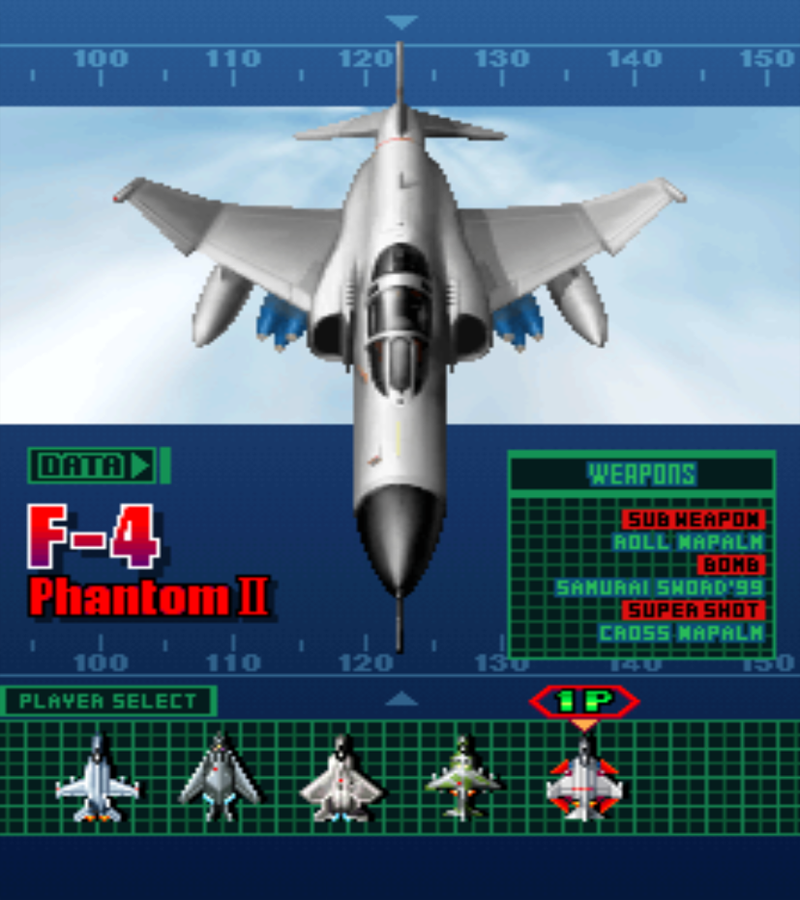 100 110 120 130 140 150
DATA
F-4
Phantom II
WEAPONS
SUB WEAPON
ROLL NAPALM
BOMB
SAMURAI SWORD'99
SUPER SHOT
CROSS NAPALM
100 110 120 130 140 150
PLAYER SELECT
1P